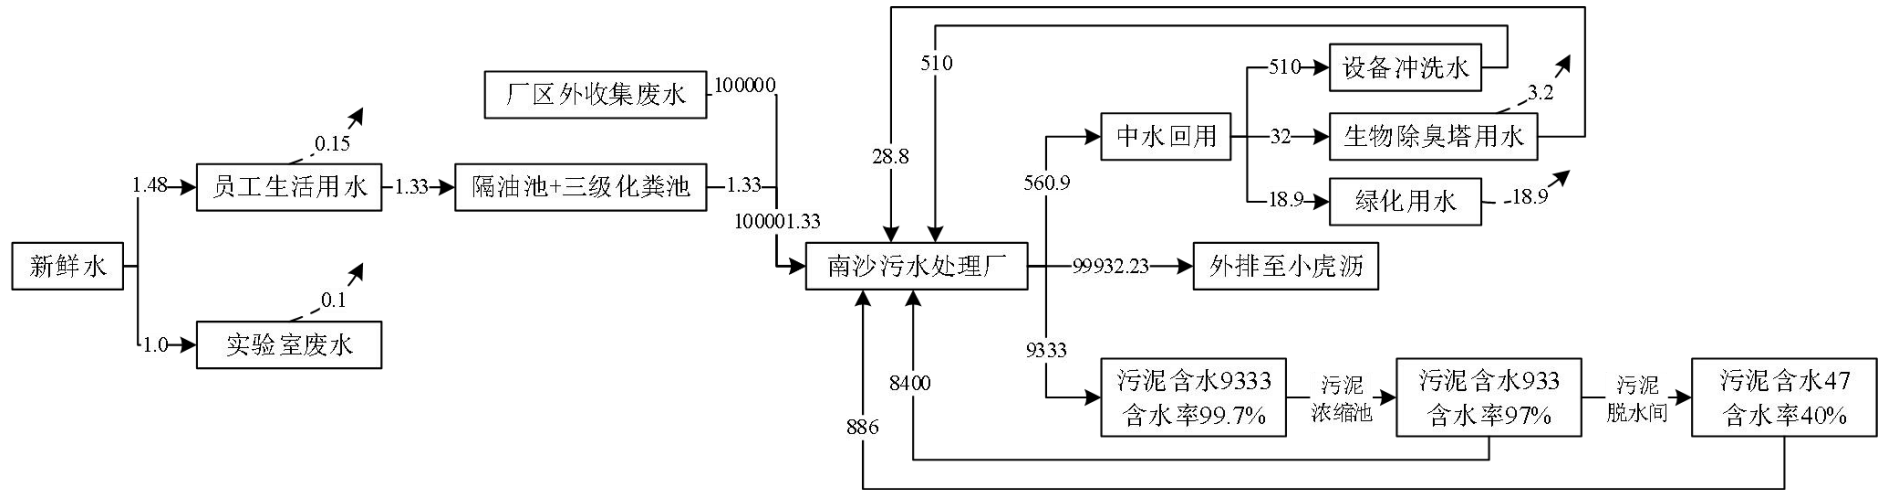 510
设备冲洗水
510
厂区外收集废水
100000
3.2
中水回用
32
生物除臭塔用水
0.15
28.8
1.48
员工生活用水
1.33
隔油池+三级化粪池
1.33
560.9
18.9
绿化用水
18.9
100001.33
新鲜水
南沙污水处理厂
99932.23
外排至小虎沥
0.1
1.0
实验室废水
9333
8400
886
污泥含水9333
含水率99.7%
污泥
浓缩池
污泥含水933
含水率97%
污泥
脱水间
污泥含水47
含水率40%